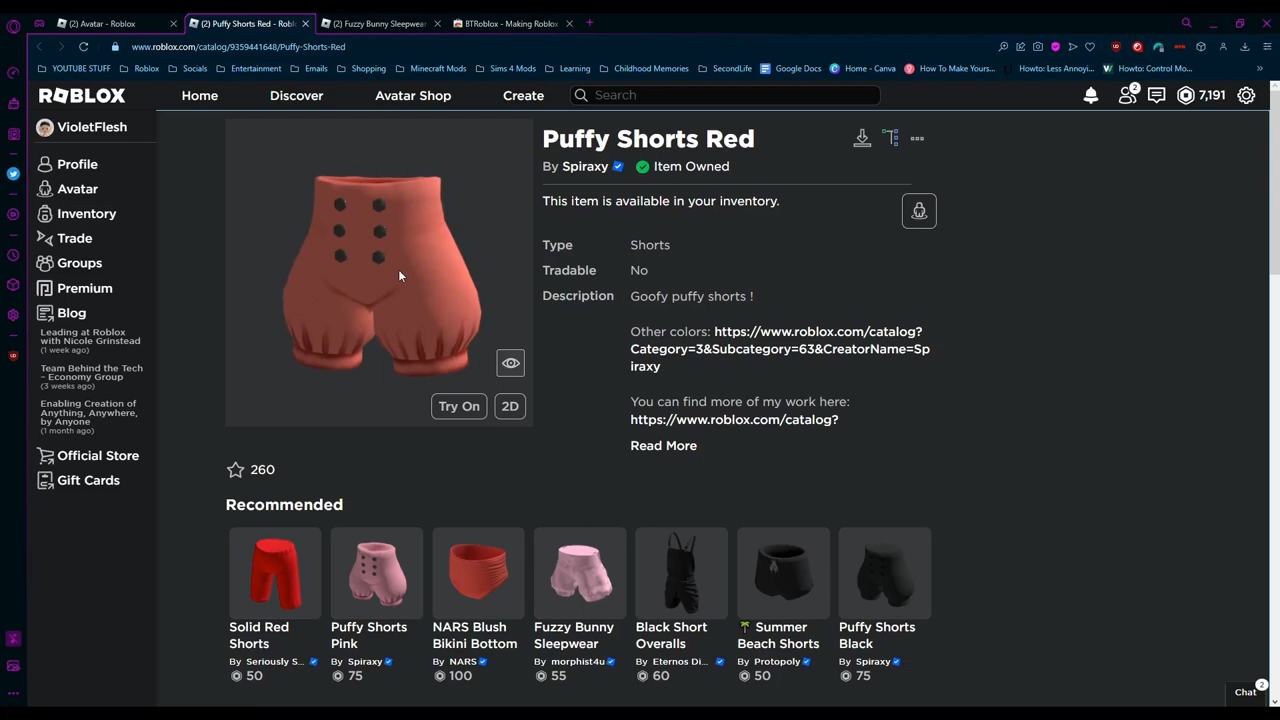 (2) Avatar - Roblox
(2) Puffy Shorts Red - Robl
(2) Fuzzy Bunny Sleepwear
BTRoblox - Making Roblox
www.roblox.com/catalog/9359441648/Puffy-Shorts-Red
YOUTUBE STUFF
Roblox
Socials
Entertainment
Emails
Shopping
Minecraft Mods
Sims 4 Mods
Learning
Childhood Memories
SecondLife
Google Docs
Home - Canva
How To Make Yours...
Howto: Less Annoyi...
Howto: Control Mo...
ROBLOX
Home
Discover
Avatar Shop
Create
Search
2
7,191
VioletFlesh
Profile
Avatar
Inventory
Trade
Groups
Premium
Blog
Leading at Roblox
with Nicole Grinstead
(1 week ago)
Team Behind the Tech
- Economy Group
(3 weeks ago)
Enabling Creation of
Anything, Anywhere,
by Anyone
(1 month ago)
Official Store
Gift Cards
Puffy Shorts Red
By Spiraxy
Item Owned
This item is available in your inventory.
Type
Shorts
Tradable
No
Description
Goofy puffy shorts !
Other colors: https://www.roblox.com/catalog?
Category=3&Subcategory=63&CreatorName=Sp
iraxy
You can find more of my work here:
https://www.roblox.com/catalog?
Read More
Try On
2D
260
Recommended
Solid Red
Shorts
By Seriously S...
50
Puffy Shorts
Pink
By Spiraxy
75
NARS Blush
Bikini Bottom
By NARS
100
Fuzzy Bunny
Sleepwear
By morphist4u
55
Black Short
Overalls
By Eternos Di...
60
🌴 Summer
Beach Shorts
By Protopoly
50
Puffy Shorts
Black
By Spiraxy
75
Chat
2